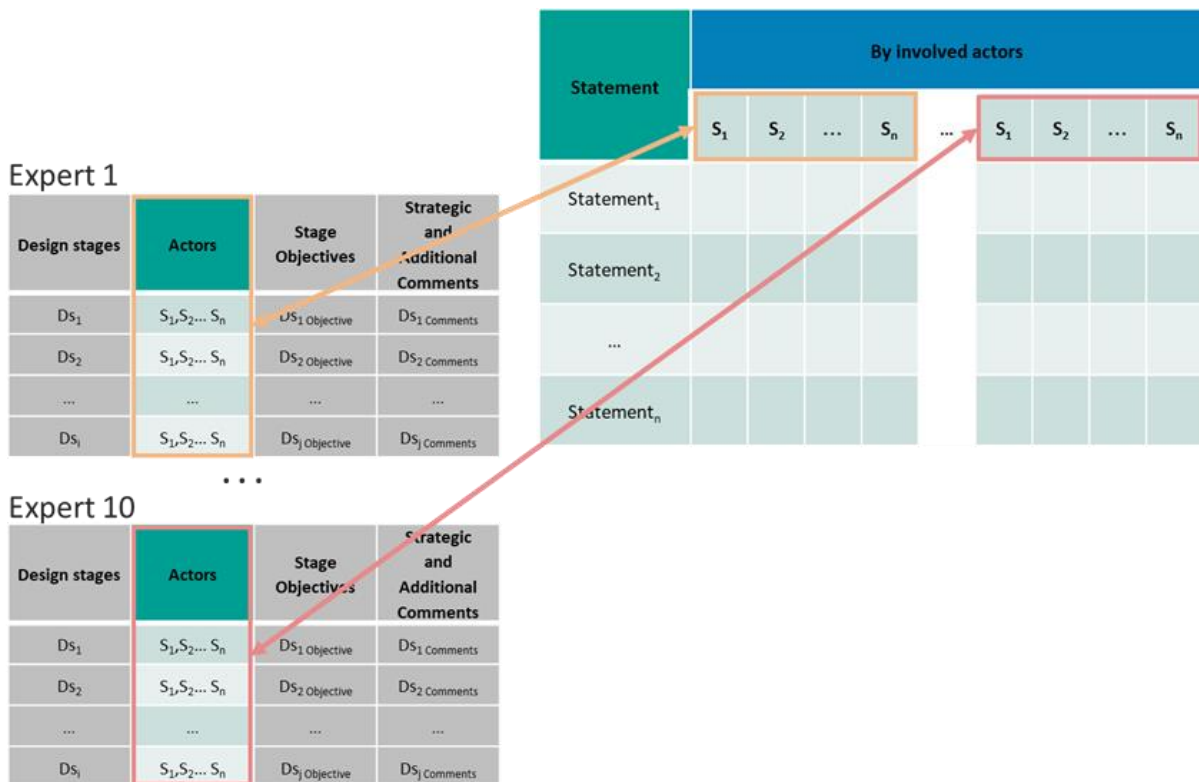 Statement By involved actors
S₁ S₂ ... Sₙ ... S₁ S₂ ... Sₙ
Statement₁
Statement₂
...
Statementₙ
Expert 1
Design stages Actors Stage Objectives Strategic and Additional Comments
Ds₁ S₁,S₂... Sₙ Ds₁ Objective Ds₁ Comments
Ds₂ S₁,S₂... Sₙ Ds₂ Objective Ds₂ Comments
... ... ... ...
Dsᵢ S₁,S₂... Sₙ Dsⱼ Objective Dsⱼ Comments
...
Expert 10
Design stages Actors Stage Objectives Strategic and Additional Comments
Ds₁ S₁,S₂... Sₙ Ds₁ Objective Ds₁ Comments
Ds₂ S₁,S₂... Sₙ Ds₂ Objective Ds₂ Comments
... ... ... ...
Dsᵢ S₁,S₂... Sₙ Dsⱼ Objective Dsⱼ Comments